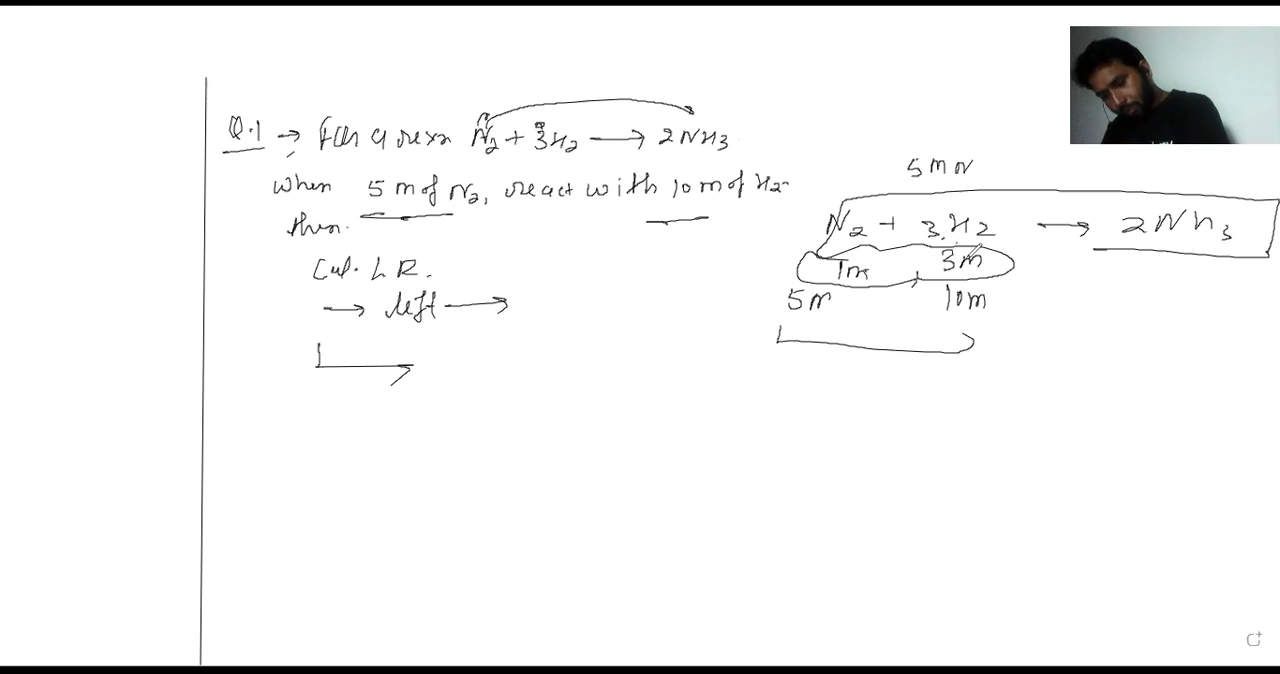 Q.1 → For a rexn N₂ + 3H₂ ⟶ 2NH₃
when 5 m of N₂, react with 10 m of H₂
then.
Cal. L R.
→ left ⟶
5 m N
N₂ + 3H₂ ⟶ 2NH₃
1m, 3m
5m 10m